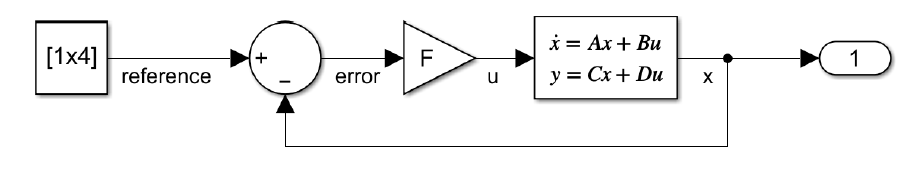 [1x4]
reference
+
−
error
F
u
ẋ = Ax + Bu
y = Cx + Du
x
1